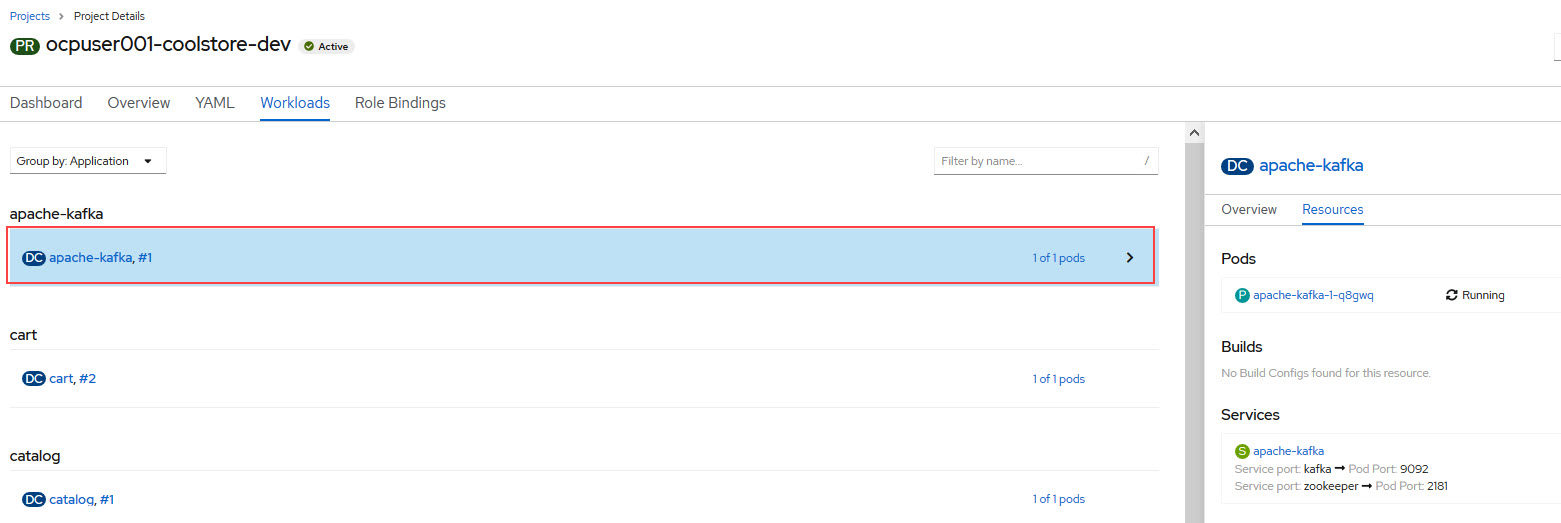 Projects > Project Details
PR ocpuser001-coolstore-dev Active
Dashboard Overview YAML Workloads Role Bindings
Group by: Application
Filter by name... /
apache-kafka
DC apache-kafka, #1 1 of 1 pods
cart
DC cart, #2 1 of 1 pods
catalog
DC catalog, #1 1 of 1 pods
DC apache-kafka
Overview Resources
Pods
P apache-kafka-1-q8gwq Running
Builds
No Build Configs found for this resource.
Services
S apache-kafka
Service port: kafka → Pod Port: 9092
Service port: zookeeper → Pod Port: 2181